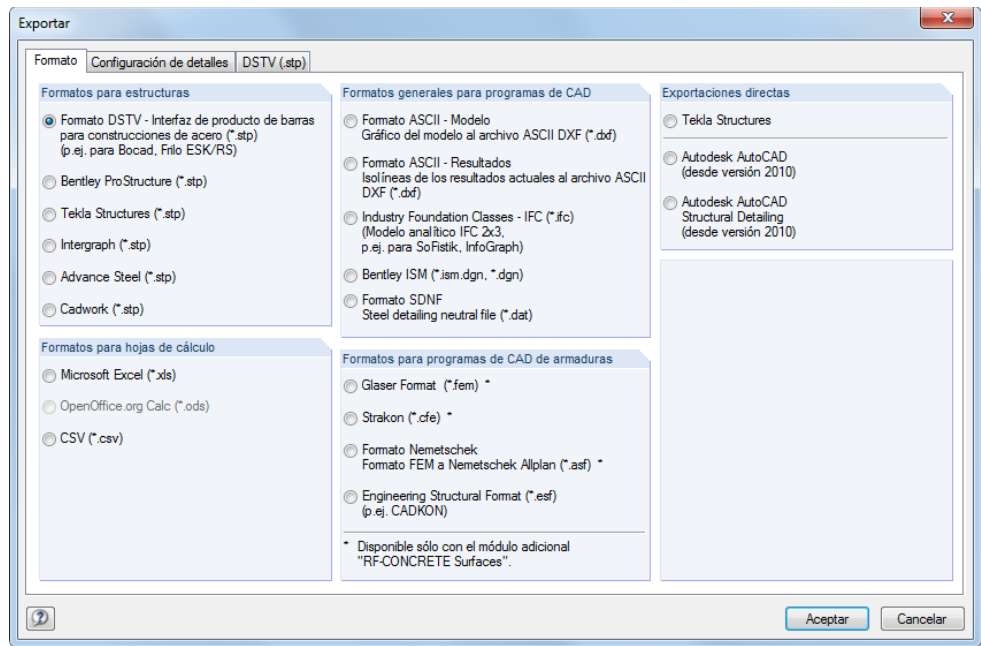 Exportar
Formato
Configuración de detalles
DSTV (.stp)
Formatos para estructuras
Formato DSTV - Interfaz de producto de barras
para construcciones de acero (*.stp)
(p.ej. para Bocad, Frilo ESK/RS)
Bentley ProStructure (*.stp)
Tekla Structures (*.stp)
Intergraph (*.stp)
Advance Steel (*.stp)
Cadwork (*.stp)
Formatos para hojas de cálculo
Microsoft Excel (*.xls)
OpenOffice.org Calc (*.ods)
CSV (*.csv)
Formatos generales para programas de CAD
Formato ASCII - Modelo
Gráfico del modelo al archivo ASCII DXF (*.dxf)
Formato ASCII - Resultados
Isolíneas de los resultados actuales al archivo ASCII
DXF (*.dxf)
Industry Foundation Classes - IFC (*.ifc)
(Modelo analítico IFC 2x3,
p.ej. para SoFistik, InfoGraph)
Bentley ISM (*.ism.dgn, *.dgn)
Formato SDNF
Steel detailing neutral file (*.dat)
Formatos para programas de CAD de armaduras
Glaser Format (*.fem) *
Strakon (*.cfe) *
Formato Nemetschek
Formato FEM a Nemetschek Allplan (*.asf) *
Engineering Structural Format (*.esf)
(p.ej. CADKON)
* Disponible sólo con el módulo adicional
"RF-CONCRETE Surfaces".
Exportaciones directas
Tekla Structures
Autodesk AutoCAD
(desde versión 2010)
Autodesk AutoCAD
Structural Detailing
(desde versión 2010)
Aceptar
Cancelar